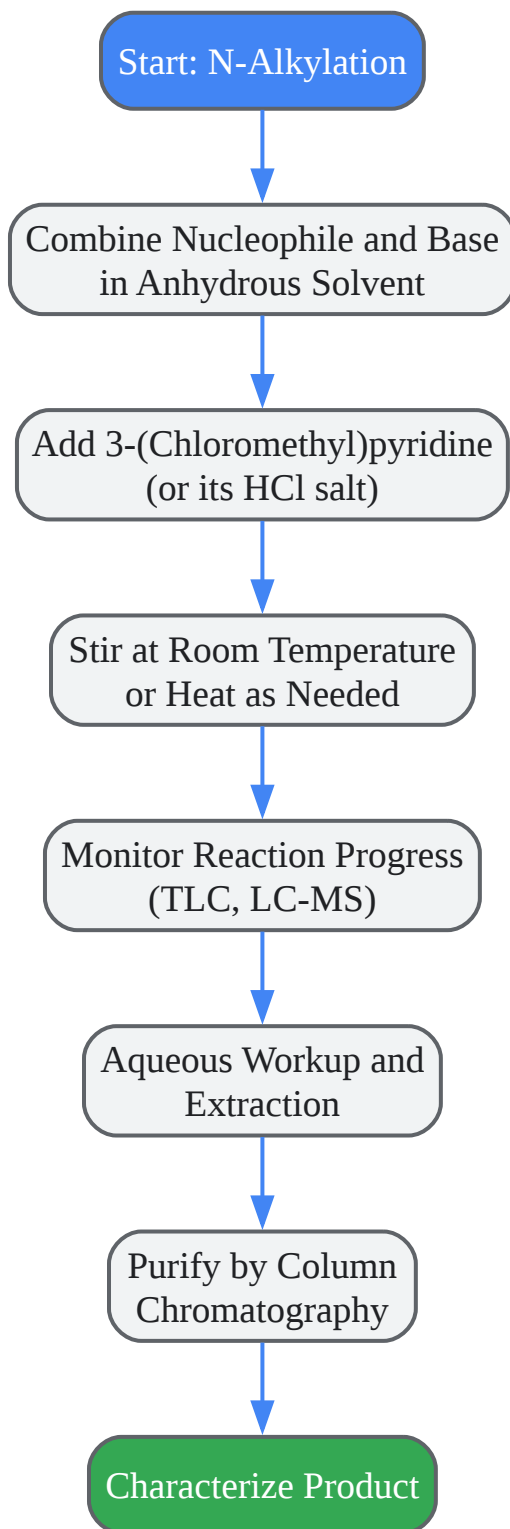 Start: N-Alkylation
Combine Nucleophile and Base
in Anhydrous Solvent
Add 3-(Chloromethyl)pyridine
(or its HCl salt)
Stir at Room Temperature
or Heat as Needed
Monitor Reaction Progress
(TLC, LC-MS)
Aqueous Workup and
Extraction
Purify by Column
Chromatography
Characterize Product